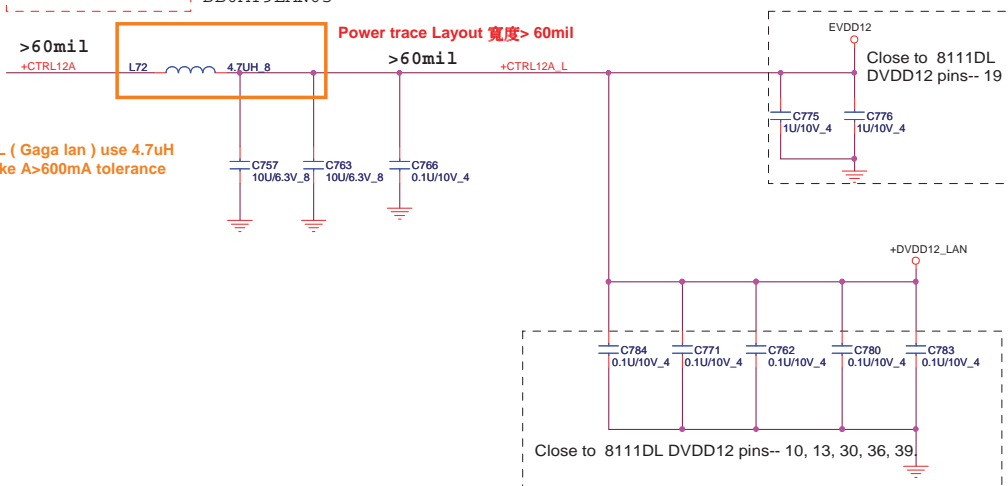 Power trace Layout 寬度> 60mil
>60mil
>60mil
+CTRL12A
L72
4.7UH_8
+CTRL12A_L
EVDD12
Close to 8111DL
DVDD12 pins-- 19
C775
1U/10V_4
C776
1U/10V_4
L ( Gaga lan ) use 4.7uH
ke A>600mA tolerance
C757
10U/6.3V_8
C763
10U/6.3V_8
C766
0.1U/10V_4
+DVDD12_LAN
C784
0.1U/10V_4
C771
0.1U/10V_4
C762
0.1U/10V_4
C780
0.1U/10V_4
C783
0.1U/10V_4
Close to 8111DL DVDD12 pins-- 10, 13, 30, 36, 39.